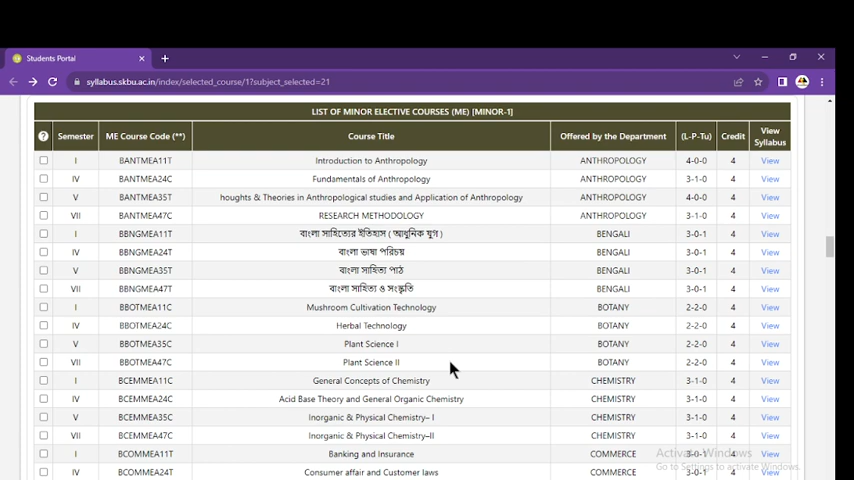 Students Portal
syllabus.skbu.ac.in/index/selected_course/1?subject_selected=21
LIST OF MINOR ELECTIVE COURSES (ME) [MINOR-1]
? Semester ME Course Code (**) Course Title Offered by the Department (L-P-Tu) Credit View Syllabus
I BANTMEA11T Introduction to Anthropology ANTHROPOLOGY 4-0-0 4 View
IV BANTMEA24C Fundamentals of Anthropology ANTHROPOLOGY 3-1-0 4 View
V BANTMEA35T houghts & Theories in Anthropological studies and Application of Anthropology ANTHROPOLOGY 4-0-0 4 View
VII BANTMEA47C RESEARCH METHODOLOGY ANTHROPOLOGY 3-1-0 4 View
I BBNGMEA11T বাংলা সাহিত্যের ইতিহাস ( আধুনিক যুগ ) BENGALI 3-0-1 4 View
IV BBNGMEA24T বাংলা ভাষা পরিচয় BENGALI 3-0-1 4 View
V BBNGMEA35T বাংলা সাহিত্য পাঠ BENGALI 3-0-1 4 View
VII BBNGMEA47T বাংলা সাহিত্য ও সংস্কৃতি BENGALI 3-0-1 4 View
I BBOTMEA11C Mushroom Cultivation Technology BOTANY 2-2-0 4 View
IV BBOTMEA24C Herbal Technology BOTANY 2-2-0 4 View
V BBOTMEA35C Plant Science I BOTANY 2-2-0 4 View
VII BBOTMEA47C Plant Science II BOTANY 2-2-0 4 View
I BCEMMEA11C General Concepts of Chemistry CHEMISTRY 3-1-0 4 View
IV BCEMMEA24C Acid Base Theory and General Organic Chemistry CHEMISTRY 3-1-0 4 View
V BCEMMEA35C Inorganic & Physical Chemistry– I CHEMISTRY 3-1-0 4 View
VII BCEMMEA47C Inorganic & Physical Chemistry–II CHEMISTRY 3-1-0 4 View
I BCOMMEA11T Banking and Insurance COMMERCE 3-0-1 4 View
Activate Windows
IV BCOMMEA24T Consumer affair and Customer laws COMMERCE 3-0-1 4 View
Go to Settings to activate Windows.